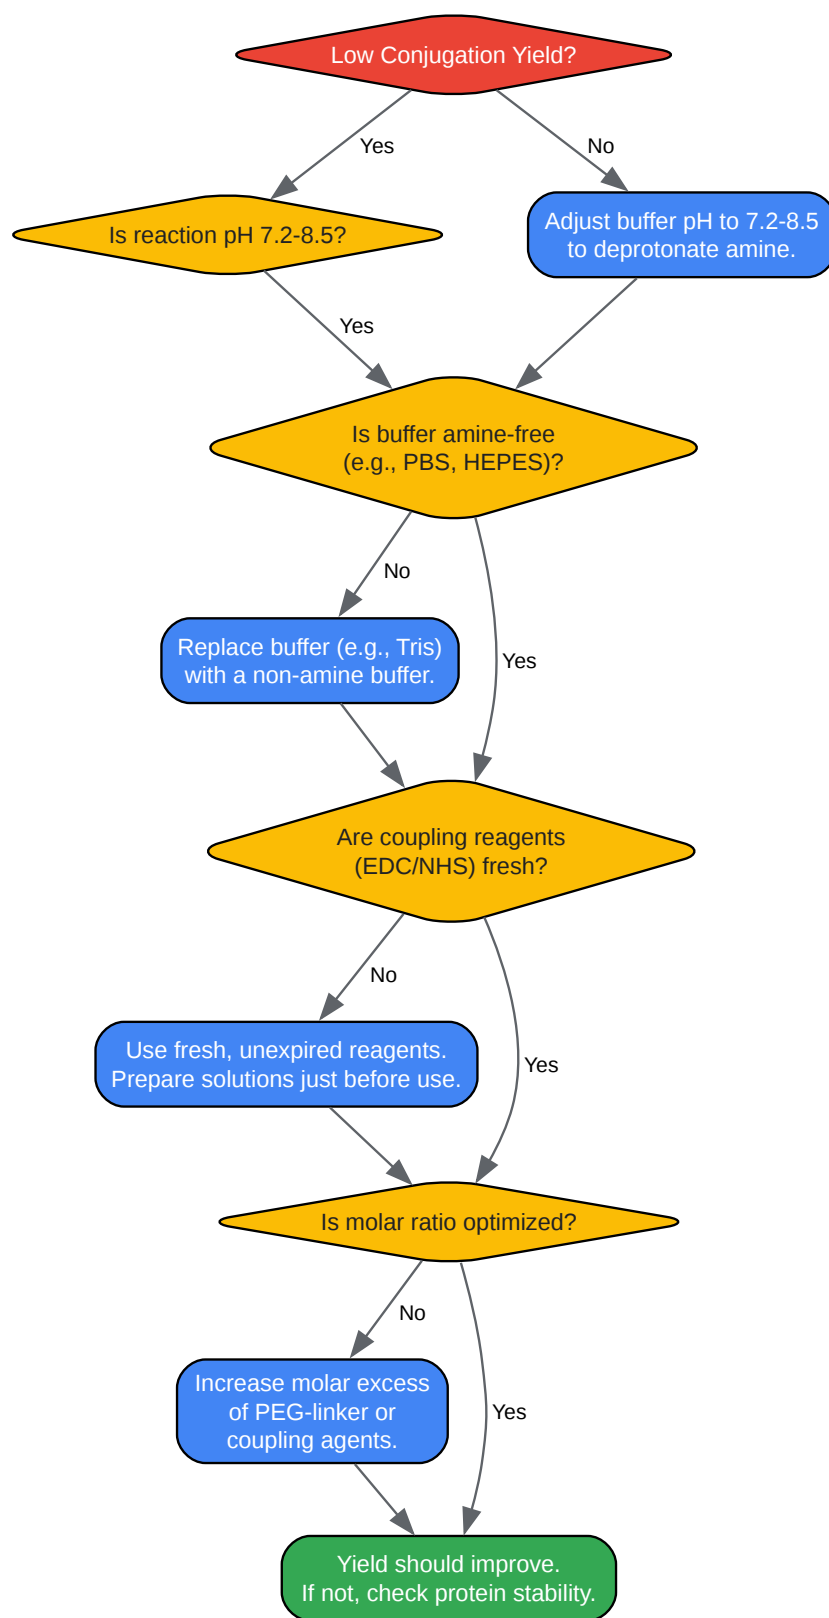 Low Conjugation Yield?
Yes
No
Is reaction pH 7.2-8.5?
Adjust buffer pH to 7.2-8.5
to deprotonate amine.
Yes
Is buffer amine-free
(e.g., PBS, HEPES)?
No
Replace buffer (e.g., Tris)
with a non-amine buffer.
Yes
Are coupling reagents
(EDC/NHS) fresh?
No
Use fresh, unexpired reagents.
Prepare solutions just before use.
Yes
Is molar ratio optimized?
No
Increase molar excess
of PEG-linker or
coupling agents.
Yes
Yield should improve.
If not, check protein stability.